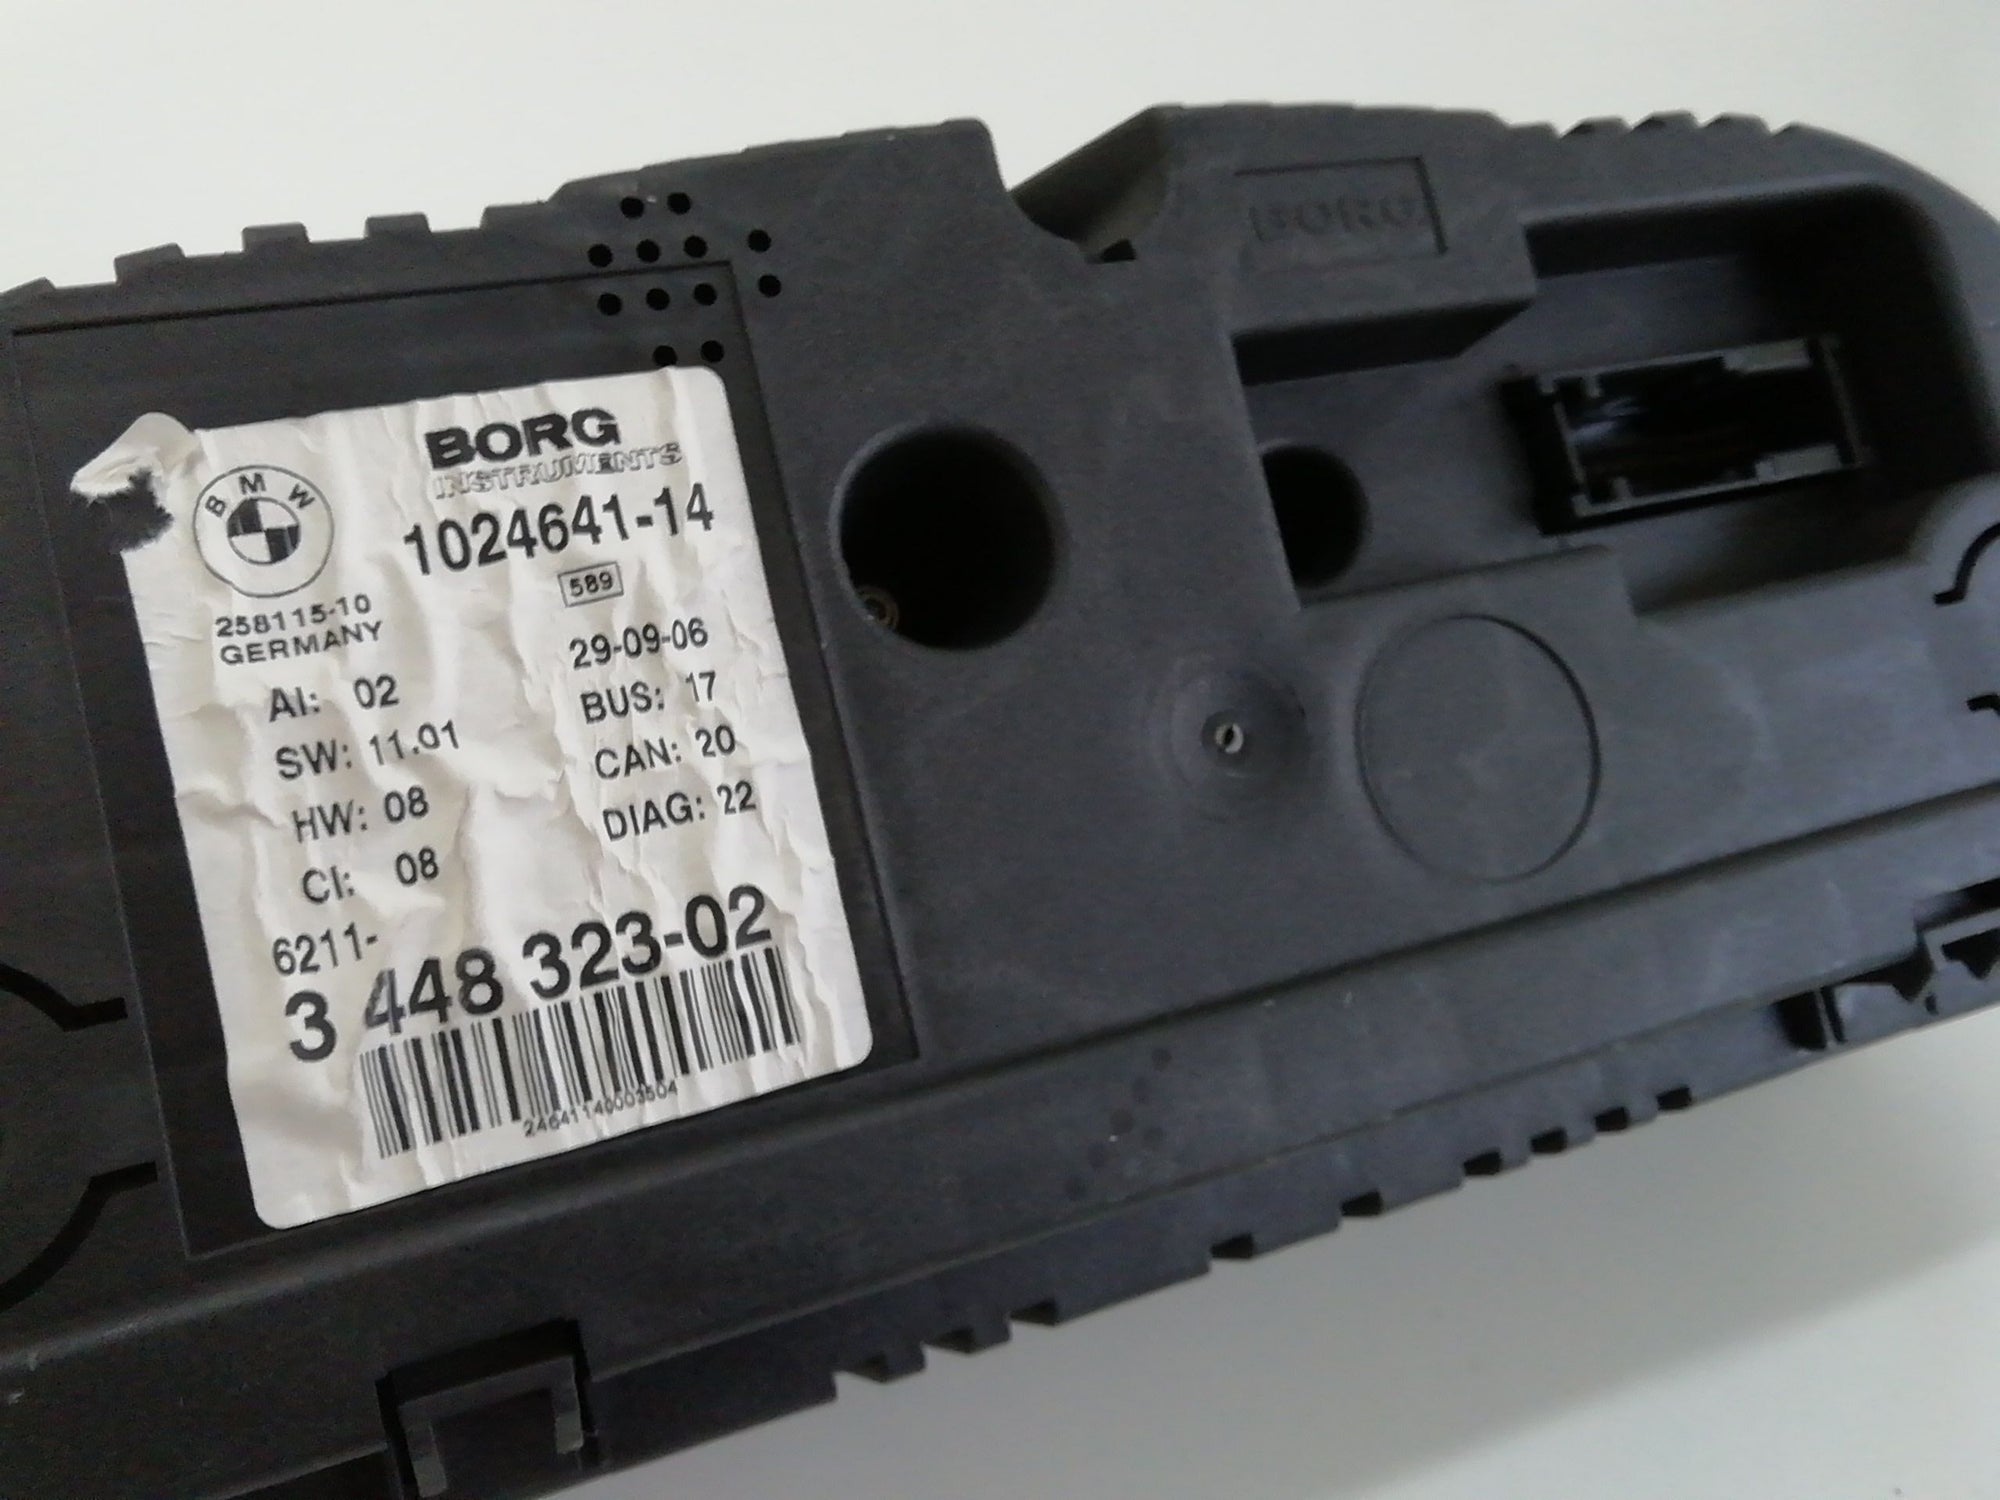 BORG
BORG
INSTRUMENTS
BMW
1024641-14
589
258115-10
GERMANY
29-09-06
AI: 02
BUS: 17
SW: 11.01
CAN: 20
HW: 08
DIAG: 22
CI: 08
6211-
3 448 323-02
24641140003504